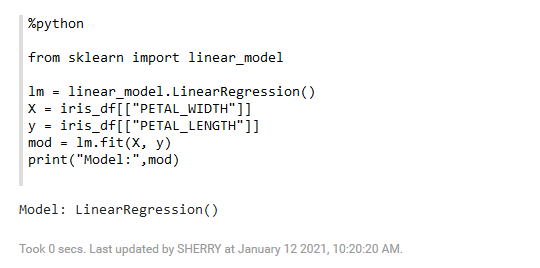 %python
from sklearn import linear_model
lm = linear_model.LinearRegression()
X = iris_df[["PETAL_WIDTH"]]
y = iris_df[["PETAL_LENGTH"]]
mod = lm.fit(X, y)
print("Model:",mod)
Model: LinearRegression()
Took 0 secs. Last updated by SHERRY at January 12 2021, 10:20:20 AM.